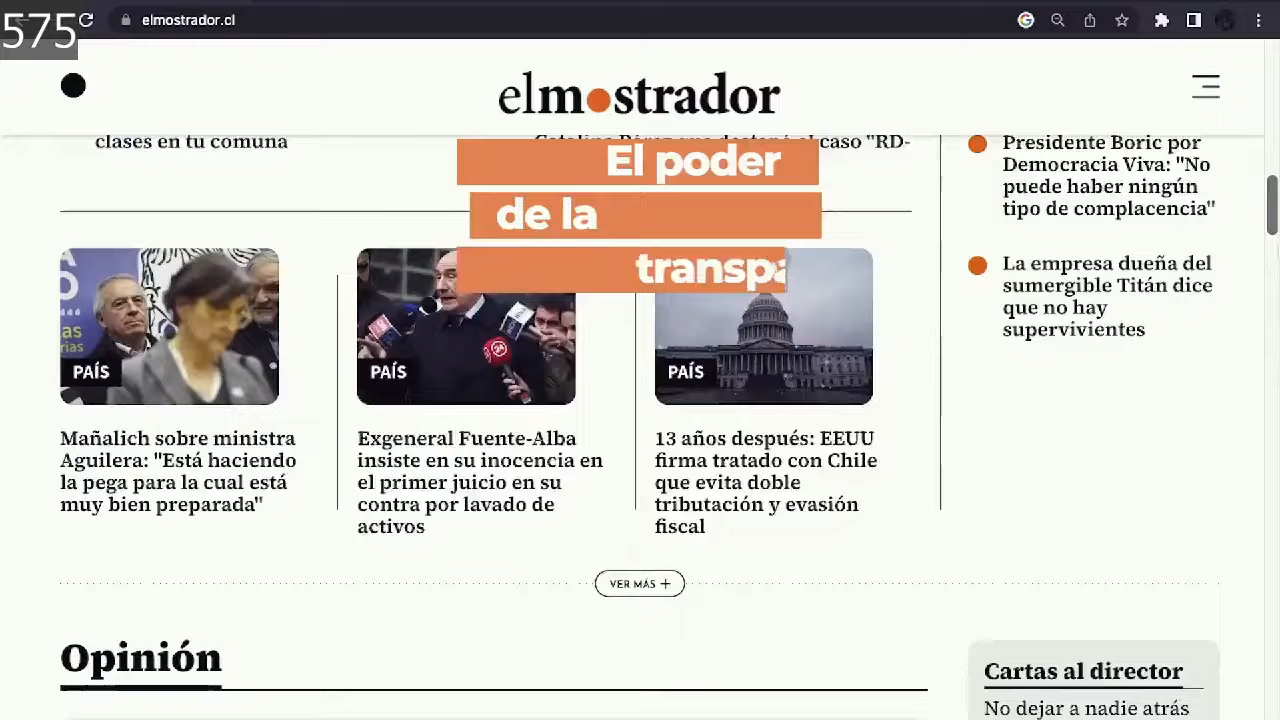 575
elmostrador.cl
elmostrador
clases en tu comuna
caso "RD-
El poder
de la
transpa
Presidente Boric por
Democracia Viva: "No
puede haber ningún
tipo de complacencia"
La empresa dueña del
sumergible Titán dice
que no hay
supervivientes
PAÍS
PAÍS
PAÍS
24
Mañalich sobre ministra
Aguilera: "Está haciendo
la pega para la cual está
muy bien preparada"
Exgeneral Fuente-Alba
insiste en su inocencia en
el primer juicio en su
contra por lavado de
activos
13 años después: EEUU
firma tratado con Chile
que evita doble
tributación y evasión
fiscal
VER MÁS +
Opinión
Cartas al director
No dejar a nadie atrás